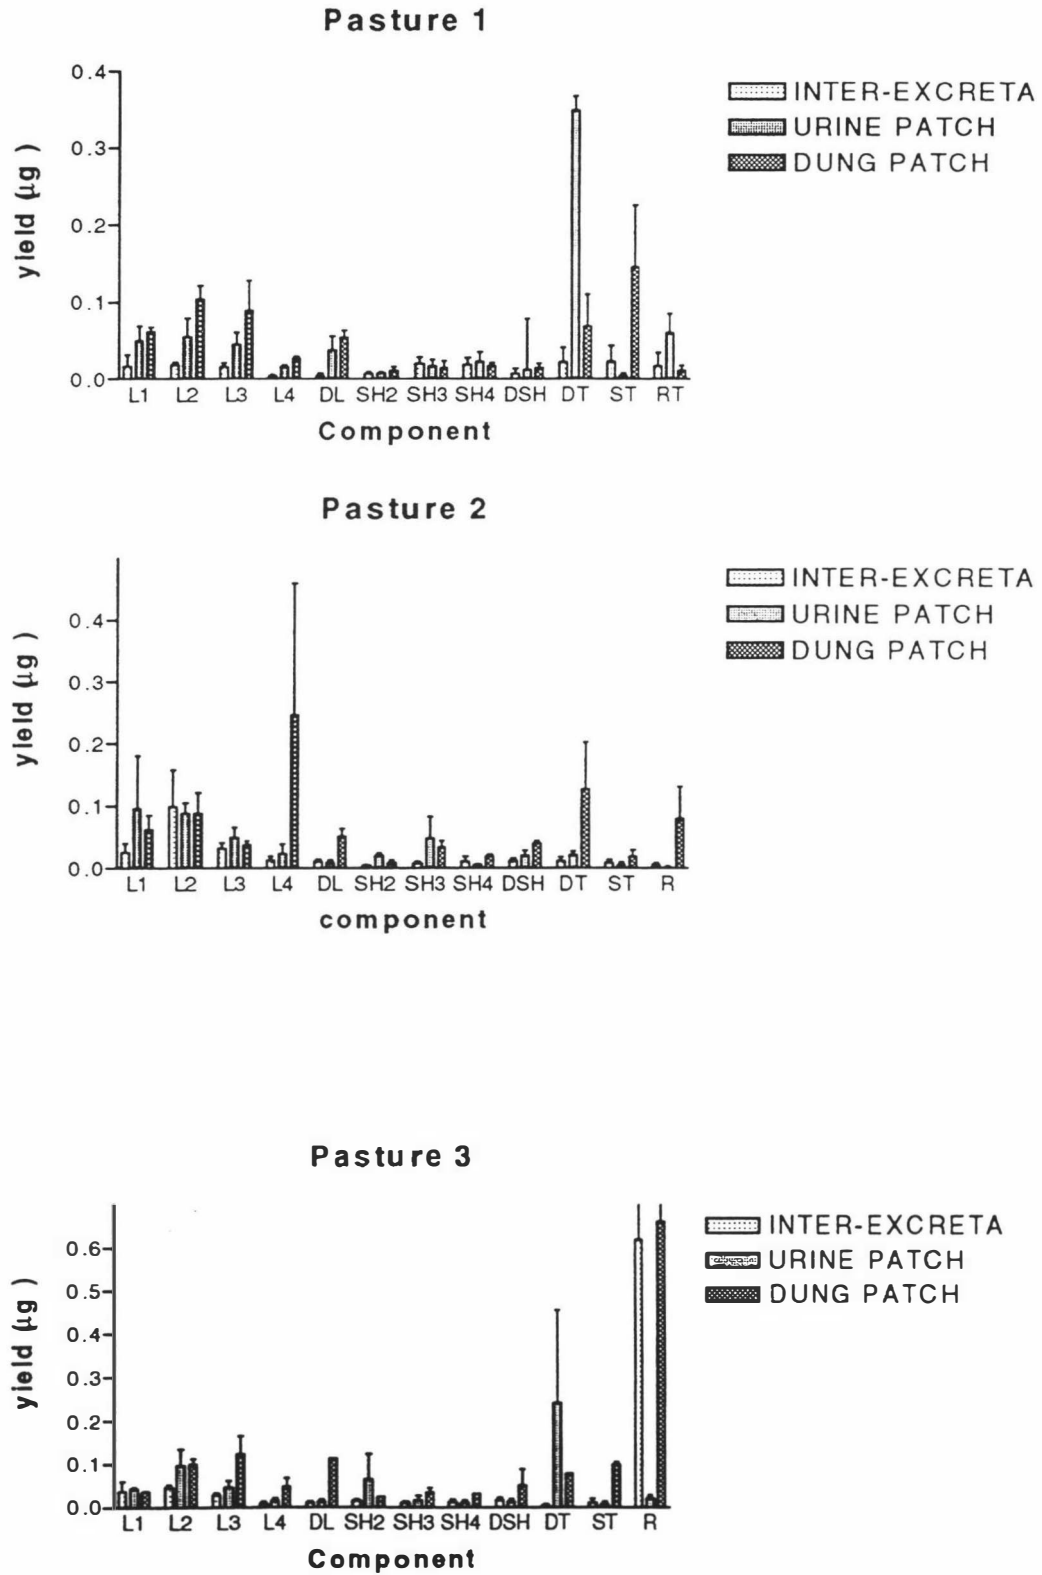 Pasture 1
0.4
0.3
0.2
0.1
0.0
yield (µg )
L1 L2 L3 L4 DL SH2 SH3 SH4 DSH DT ST RT
Component
INTER-EXCRETA
URINE PATCH
DUNG PATCH
Pasture 2
0.4
0.3
0.2
0.1
0.0
yield (µg )
L1 L2 L3 L4 DL SH2 SH3 SH4 DSH DT ST R
component
INTER-EXCRETA
URINE PATCH
DUNG PATCH
Pasture 3
0.6
0.5
0.4
0.3
0.2
0.1
0.0
yield (µg )
L1 L2 L3 L4 DL SH2 SH3 SH4 DSH DT ST R
Component
INTER-EXCRETA
URINE PATCH
DUNG PATCH